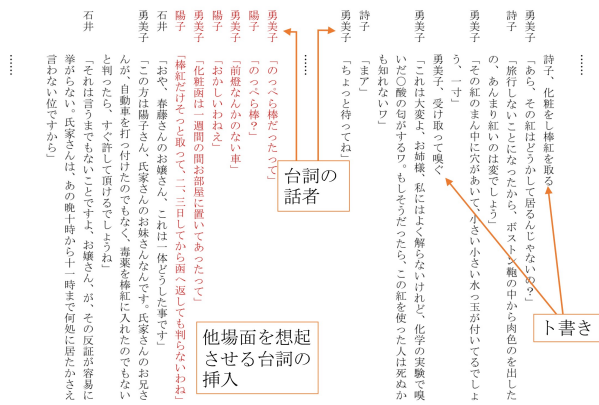 ……
詩子、化粧をし棒紅を取る
勇美子 「あら、その紅はどうかして居るんじゃないの？」
詩子 「旅行しないことになったから、ボストン鞄の中から肉色のを出した
の、あんまり紅いのは変でしょう」
勇美子 「その紅のまん中に穴があいて、小さい小さい水っ玉が付いてるでしょ
う、一寸」
勇美子、受け取って嗅ぐ
「これは大変よ、お姉様、私にはよく解らないけれど、化学の実験で嗅
いだ〇酸の匂がするワ。もしそうだったら、この紅を使った人は死ぬか
も知れないワ」
詩子 「まア」
勇美子 「ちょっと待ってね」
……
勇美子 「のっぺら棒だったって」
陽子 「のっぺら棒？」
勇美子 「前燈なんかのない車」
陽子 「おかしいわねえ」
勇美子 「化粧函は一週間の間お部屋に置いてあったって」
陽子 「棒紅だけそっと取って、二、三日してから函へ返しても判らないわね」
石井 「おや、春藤さんのお嬢さん、これは一体どうした事です」
勇美子 「この方は陽子さん、氏家さんのお妹さんなんです。氏家さんのお兄さ
んが、自動車を打っ付けたのでもなく、毒薬を棒紅に入れたのでもない
と判ったら、すぐ許して頂けるでしょうね」
石井 「それは言うまでもないことですよ、お嬢さん、が、その反証が容易に
挙がらない。氏家さんは、あの晩十時から十一時まで何処に居たかさえ
言わない位ですから」
……
ト書き
台詞の
話者
他場面を想起
させる台詞の
挿入